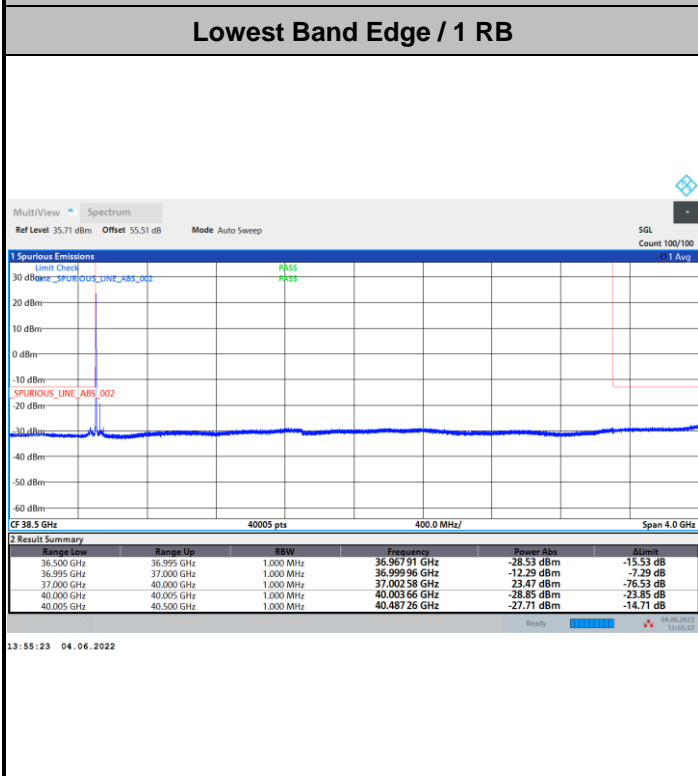 Lowest Band Edge / 1 RB
MultiView Spectrum
Ref Level 35.71 dBm Offset 55.51 dB Mode Auto Sweep SGL
Count 100/100
1 Spurious Emissions 1 Avg
Limit Check PASS
30 dBm Line _SPURIOUS_LINE_ABS_002 PASS
20 dBm
10 dBm
0 dBm
-10 dBm
_SPURIOUS_LINE_ABS_002
-20 dBm
-30 dBm
-40 dBm
-50 dBm
-60 dBm
CF 38.5 GHz 40005 pts 400.0 MHz/ Span 4.0 GHz
2 Result Summary
Range Low Range Up RBW Frequency Power Abs ΔLimit
36.500 GHz 36.995 GHz 1.000 MHz 36.967 91 GHz -28.53 dBm -15.53 dB
36.995 GHz 37.000 GHz 1.000 MHz 36.999 96 GHz -12.29 dBm -7.29 dB
37.000 GHz 40.000 GHz 1.000 MHz 37.002 58 GHz 23.47 dBm -76.53 dB
40.000 GHz 40.005 GHz 1.000 MHz 40.003 66 GHz -28.85 dBm -23.85 dB
40.005 GHz 40.500 GHz 1.000 MHz 40.487 26 GHz -27.71 dBm -14.71 dB
Ready 04.06.2022
13:55:22
13:55:23 04.06.2022